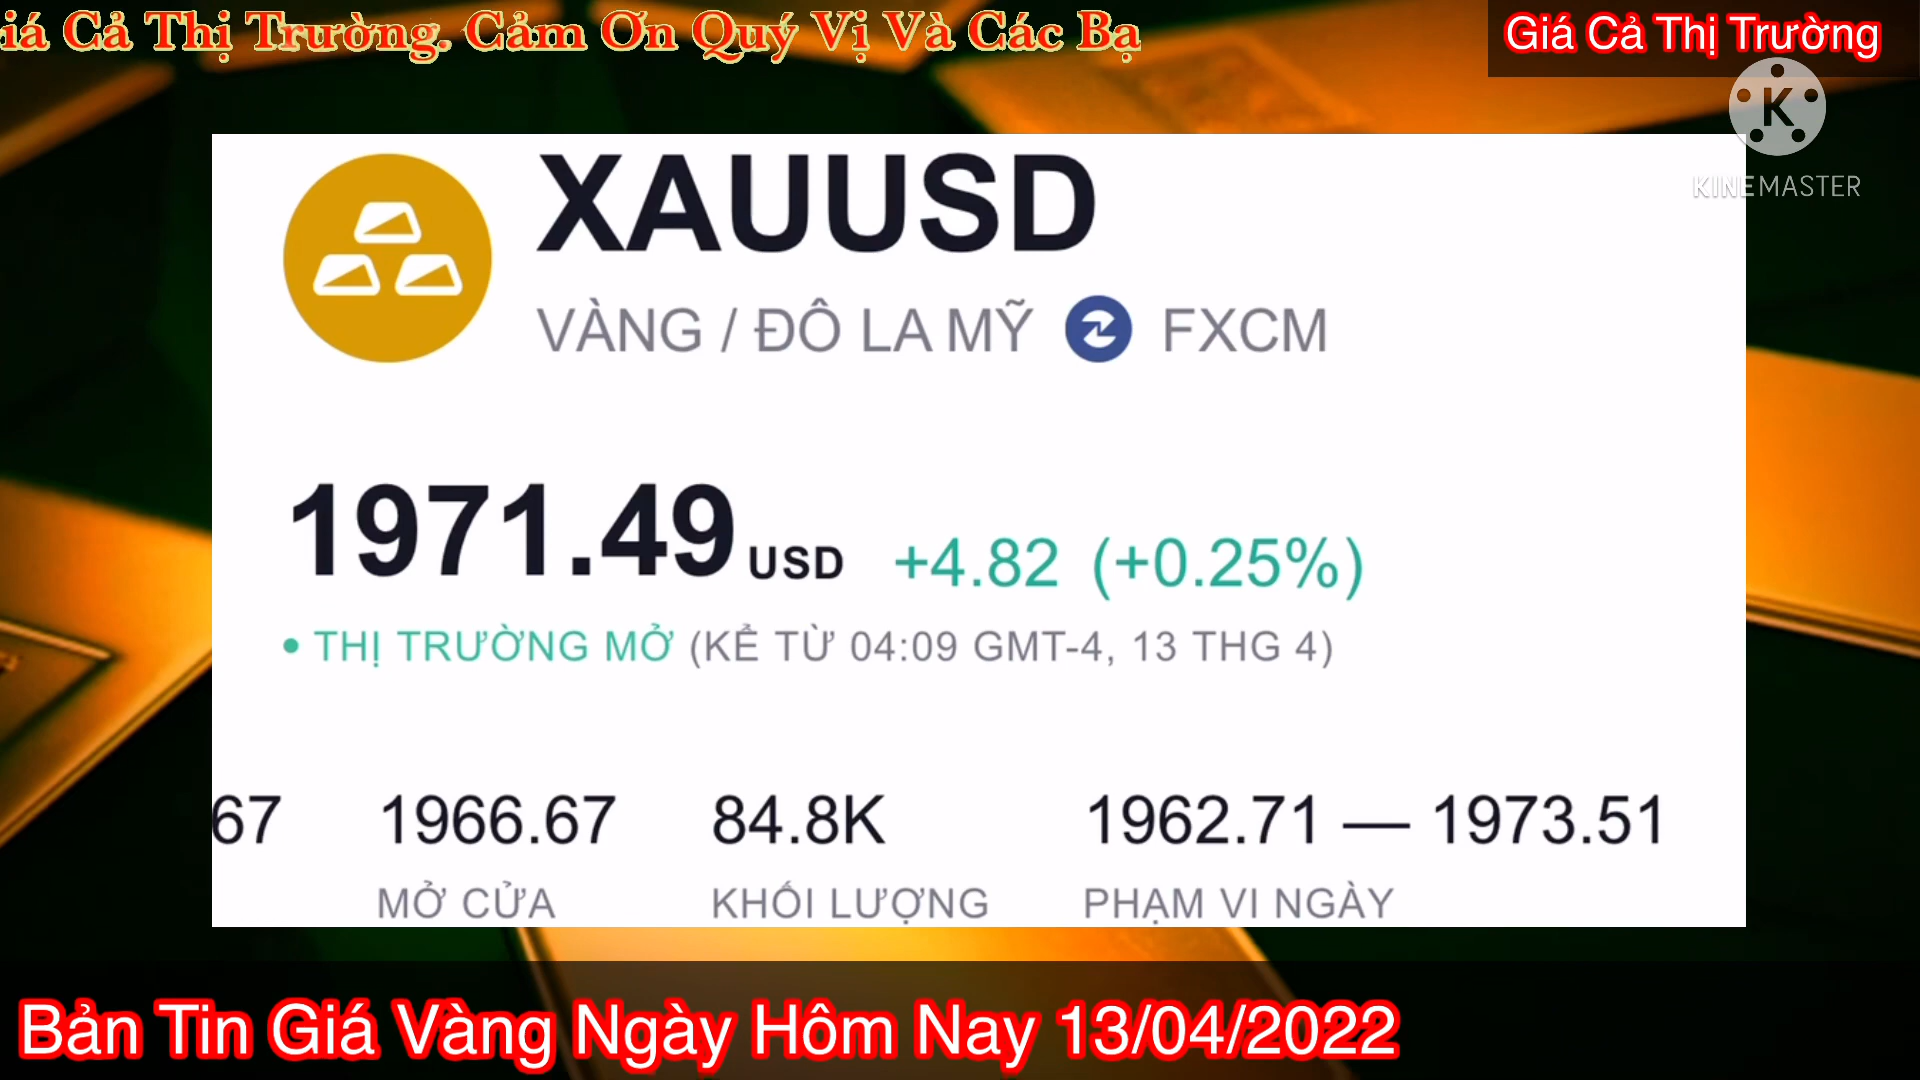 iá Cả Thị Trường. Cảm Ơn Quý Vị Và Các Bạ
Giá Cả Thị Trường
K
KINEMASTER
XAUUSD
VÀNG / ĐÔ LA MỸ FXCM
1971.49 USD +4.82 (+0.25%)
• THỊ TRƯỜNG MỞ (KỂ TỪ 04:09 GMT-4, 13 THG 4)
67 1966.67 84.8K 1962.71 — 1973.51
MỞ CỬA KHỐI LƯỢNG PHẠM VI NGÀY
Bản Tin Giá Vàng Ngày Hôm Nay 13/04/2022